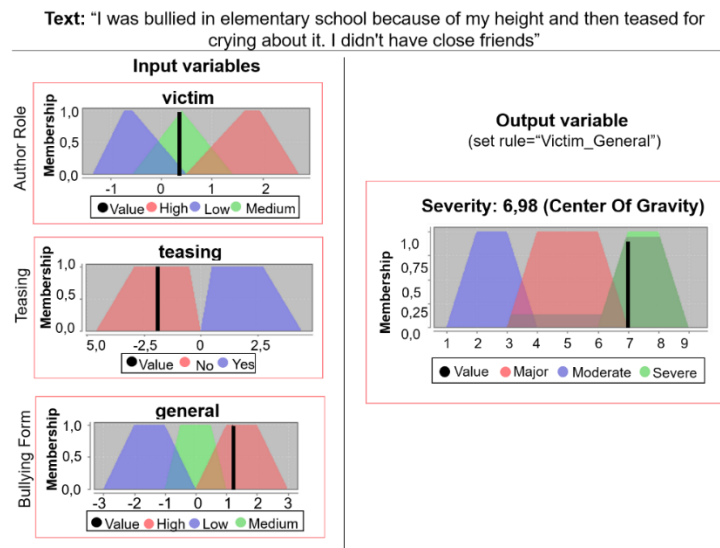 Text: “I was bullied in elementary school because of my height and then teased for
crying about it. I didn't have close friends”
Input variables
victim
Author Role
Membership
1,0
0,5
0,0
-1 0 1 2
Value High Low Medium
teasing
Teasing
Membership
1,0
0,5
0,0
5,0 -2,5 0 2,5
Value No Yes
general
Bullying Form
Membership
1,0
0,5
0,0
-3 -2 -1 0 1 2 3
Value High Low Medium
Output variable
(set rule=“Victim_General”)
Severity: 6,98 (Center Of Gravity)
Membership
1,0
0,75
0,5
0,25
0,0
1 2 3 4 5 6 7 8 9
Value Major Moderate Severe